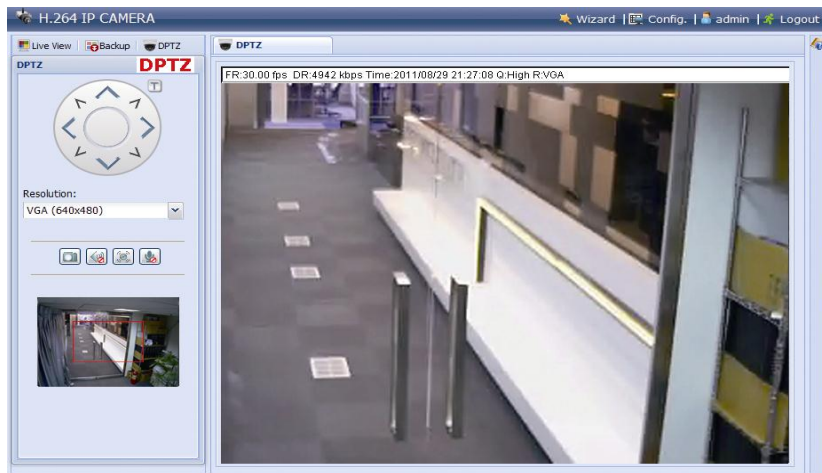 H.264 IP CAMERA
Wizard | Config. | admin | Logout
Live View Backup DPTZ
DPTZ
DPTZ DPTZ
T
FR:30.00 fps DR:4942 kbps Time:2011/08/29 21:27:08 Q:High R:VGA
Resolution:
VGA (640x480)